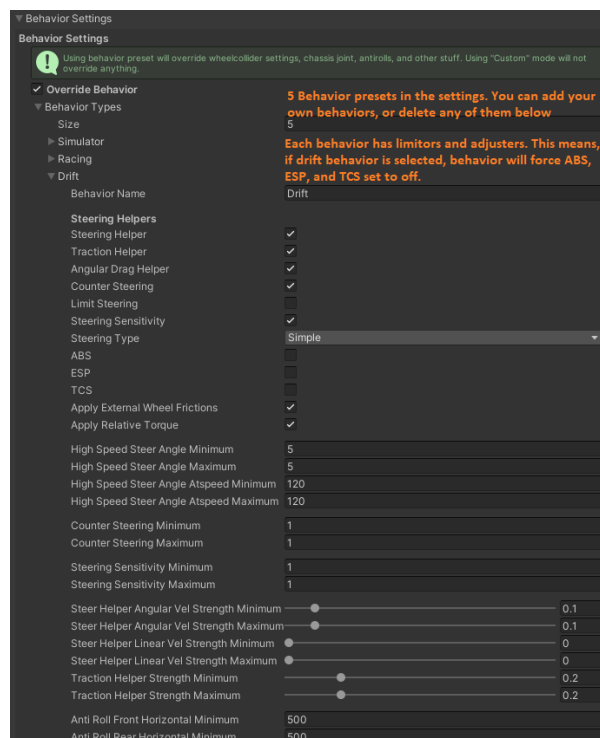 Behavior Settings
Behavior Settings
Using behavior preset will override wheelcollider settings, chassis joint, antirolls, and other stuff. Using "Custom" mode will not
override anything.
Override Behavior
5 Behavior presets in the settings. You can add your
Behavior Types
own behaviors, or delete any of them below
Size 5
Simulator
Each behavior has limitors and adjusters. This means,
Racing
if drift behavior is selected, behavior will force ABS,
Drift
ESP, and TCS set to off.
Behavior Name Drift
Steering Helpers
Steering Helper
Traction Helper
Angular Drag Helper
Counter Steering
Limit Steering
Steering Sensitivity
Steering Type Simple
ABS
ESP
TCS
Apply External Wheel Frictions
Apply Relative Torque
High Speed Steer Angle Minimum 5
High Speed Steer Angle Maximum 5
High Speed Steer Angle Atspeed Minimum 120
High Speed Steer Angle Atspeed Maximum 120
Counter Steering Minimum 1
Counter Steering Maximum 1
Steering Sensitivity Minimum 1
Steering Sensitivity Maximum 1
Steer Helper Angular Vel Strength Minimum 0.1
Steer Helper Angular Vel Strength Maximum 0.1
Steer Helper Linear Vel Strength Minimum 0
Steer Helper Linear Vel Strength Maximum 0
Traction Helper Strength Minimum 0.2
Traction Helper Strength Maximum 0.2
Anti Roll Front Horizontal Minimum 500
Anti Roll Rear Horizontal Minimum 500